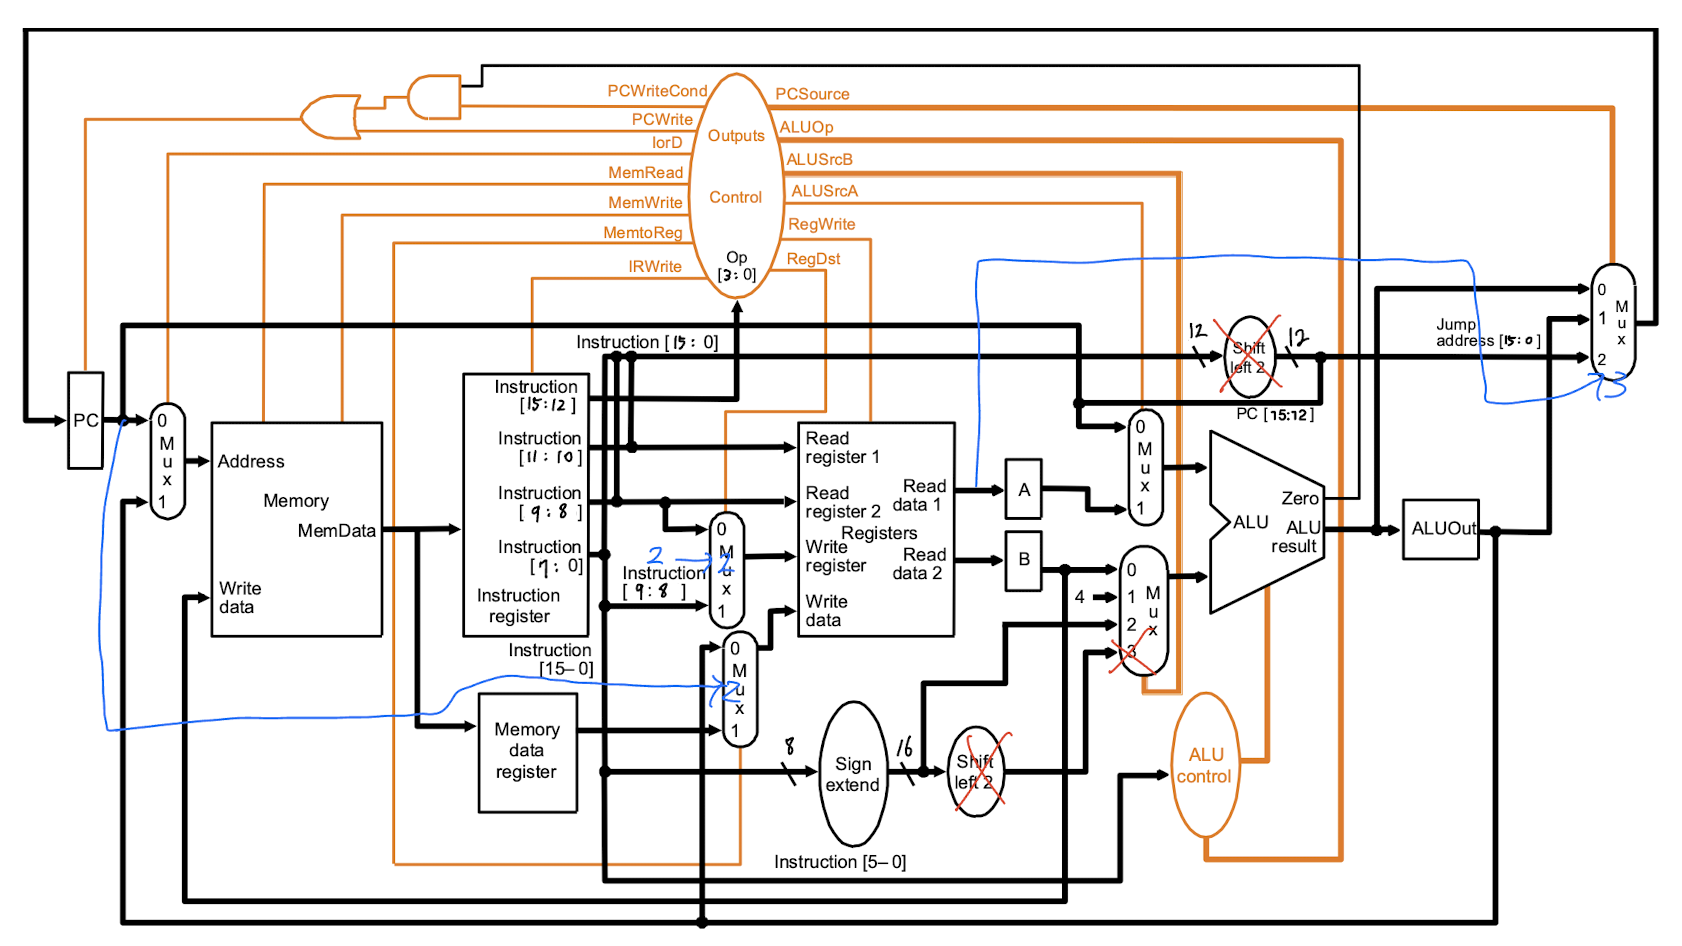 PCWriteCond
PCWrite
IorD
MemRead
MemWrite
MemtoReg
IRWrite
Outputs
Control
Op
[3:0]
PCSource
ALUOp
ALUSrcB
ALUSrcA
RegWrite
RegDst
PC
0
M
u
x
1
Address
Memory
MemData
Write
data
Instruction [15:0]
Instruction
[15:12]
Instruction
[11:10]
Instruction
[9:8]
Instruction
[7:0]
Instruction
register
Instruction
[15–0]
Memory
data
register
0
M
u
x
1
2
2
Instruction
[9:8]
0
M
u
x
1
2
Read
register 1
Read
register 2
Registers
Write
register
Write
data
Read
data 1
Read
data 2
A
B
4
0
M
u
x
1
0
1
2
3
M
u
x
8
Sign
extend
16
Shift
left 2
Instruction [5–0]
12
Shift
left 2
12
Jump
address [15:0]
PC [15:12]
Zero
ALU
ALU
result
ALUOut
ALU
control
0
1
2
3
M
u
x